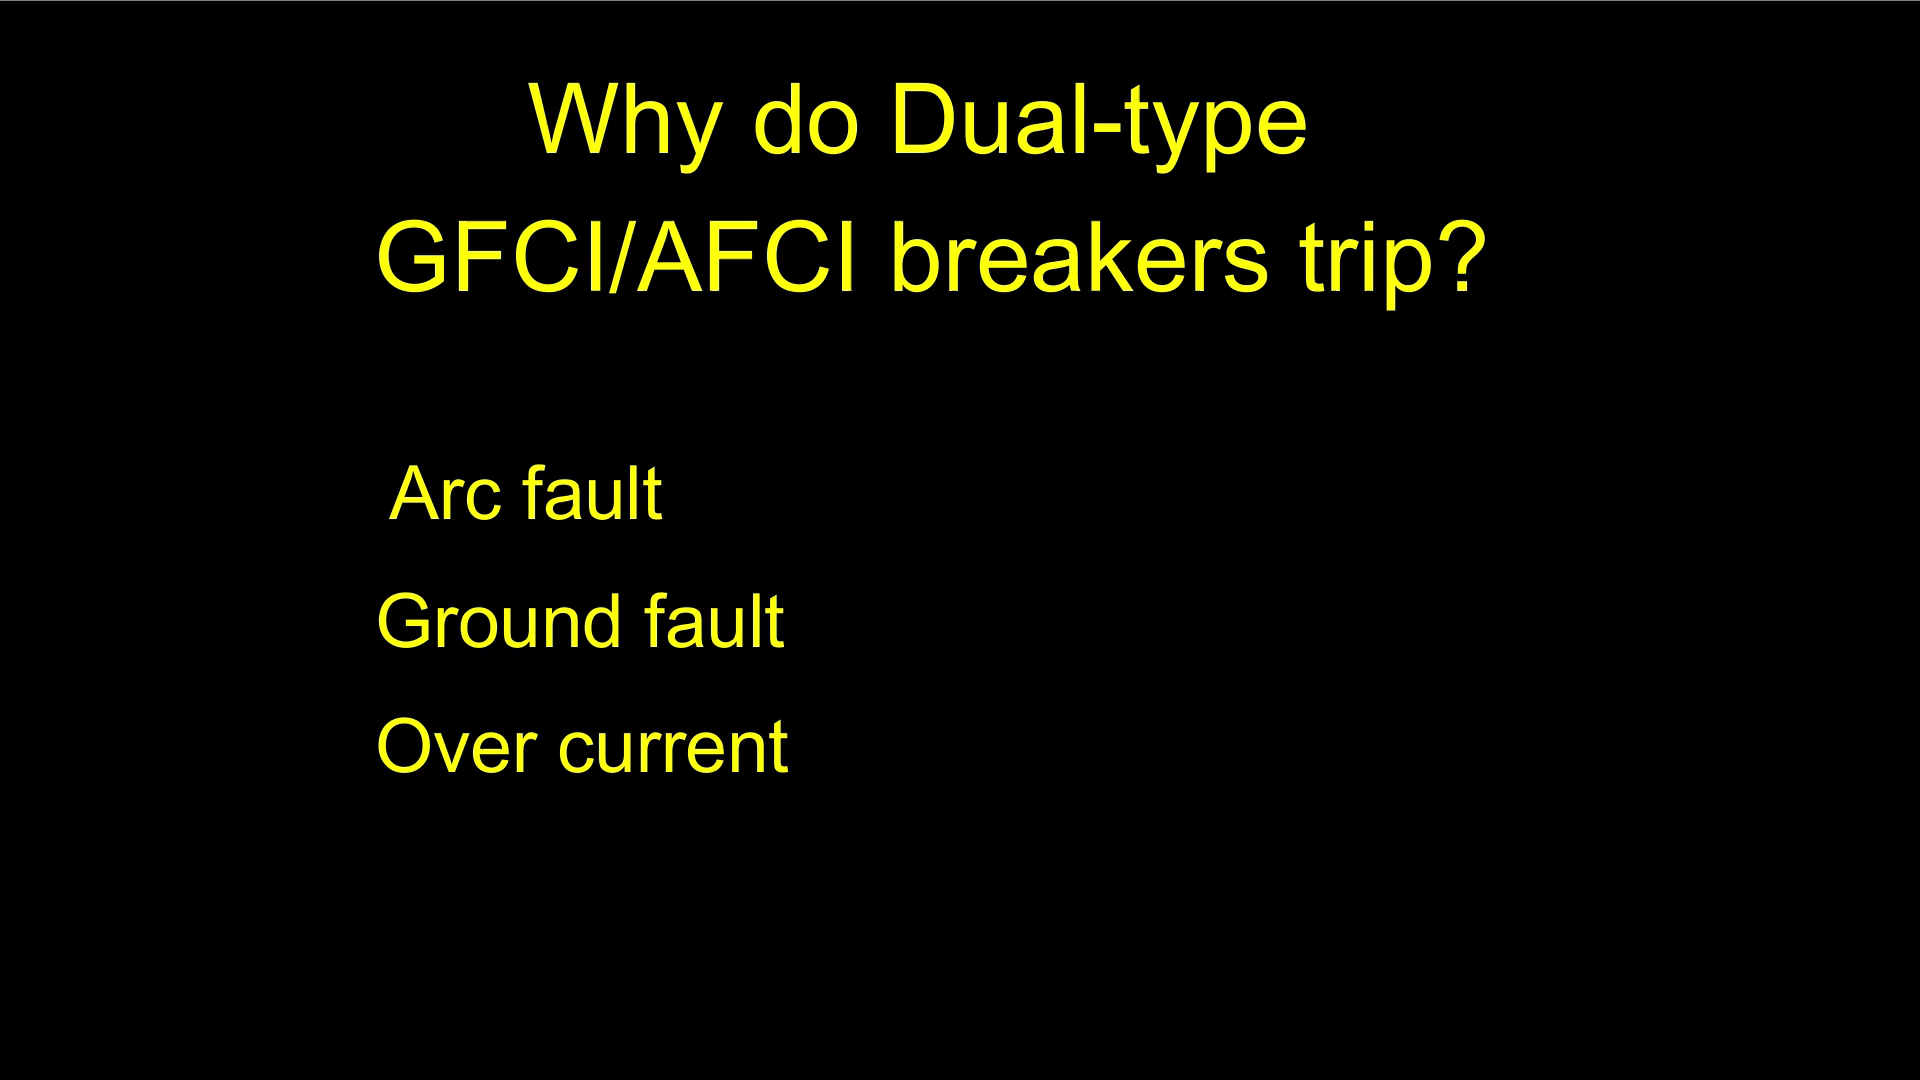 Why do Dual-type
GFCI/AFCI breakers trip?
Arc fault
Ground fault
Over current